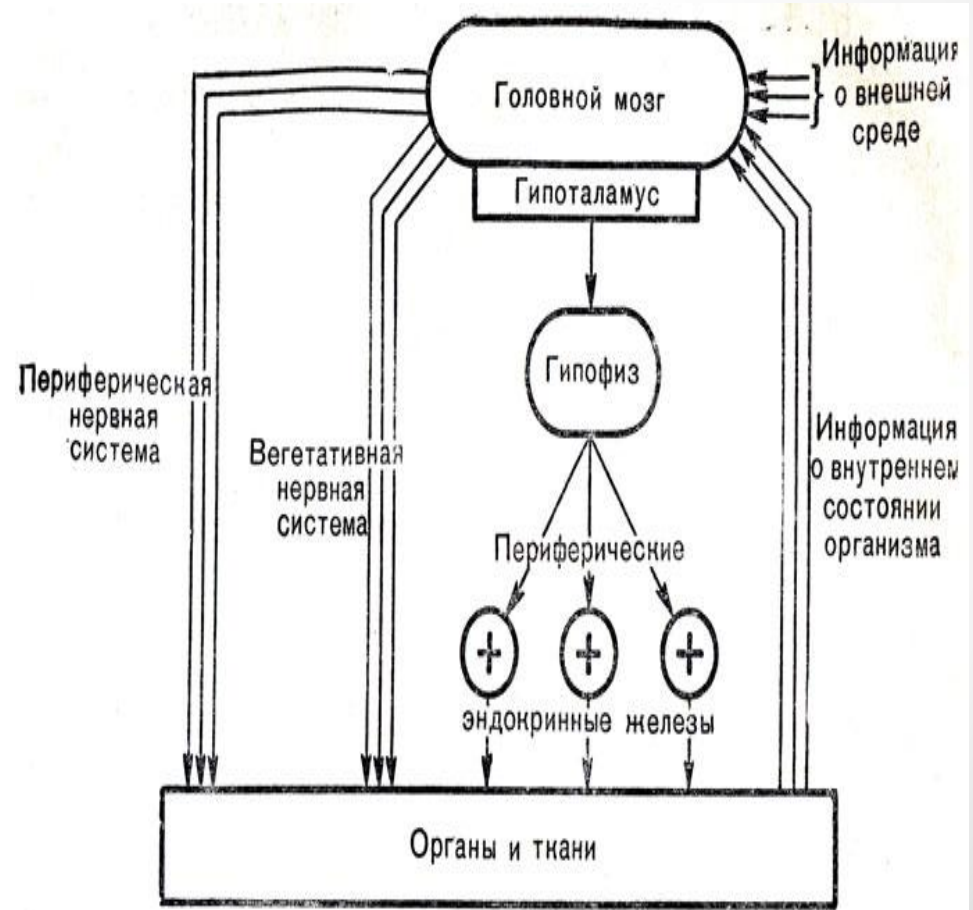 Головной мозг
Информация
о внешней
среде
Гипоталамус
Гипофиз
Периферическая
нервная
система
Вегетативная
нервная
система
Информация
о внутреннем
состоянии
организма
Периферические
эндокринные железы
Органы и ткани